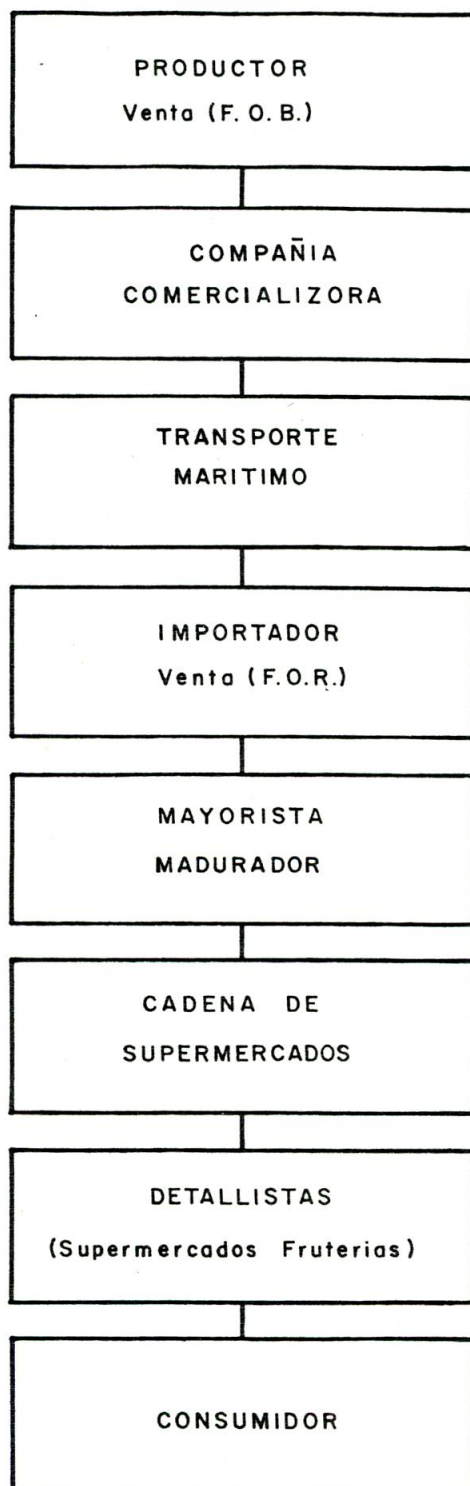 PRODUCTOR
Venta (F. O. B.)
COMPAÑIA
COMERCIALIZORA
TRANSPORTE
MARITIMO
IMPORTADOR
Venta (F.O.R.)
MAYORISTA
MADURADOR
CADENA DE
SUPERMERCADOS
DETALLISTAS
(Supermercados Fruterias)
CONSUMIDOR